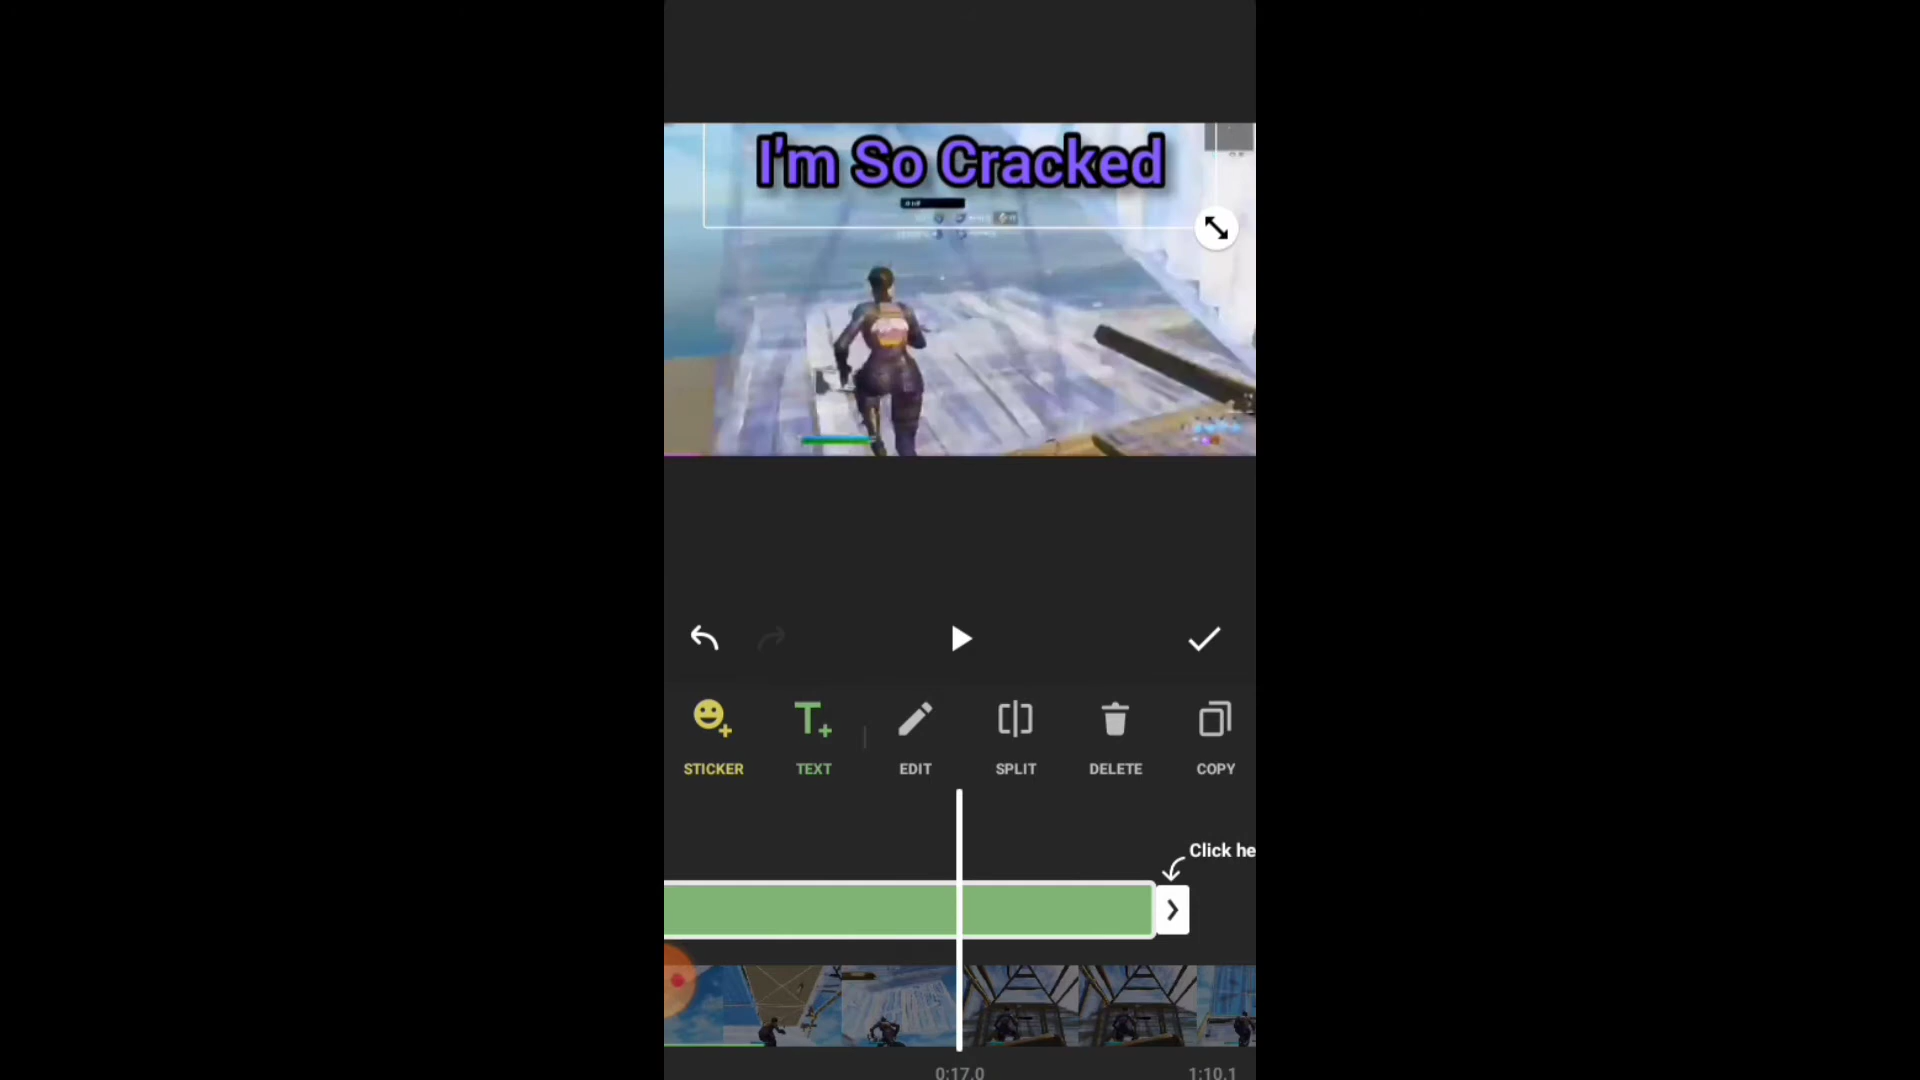 I'm So Cracked
STICKER
TEXT
EDIT
SPLIT
DELETE
COPY
Click he
0:17.0
1:10.1